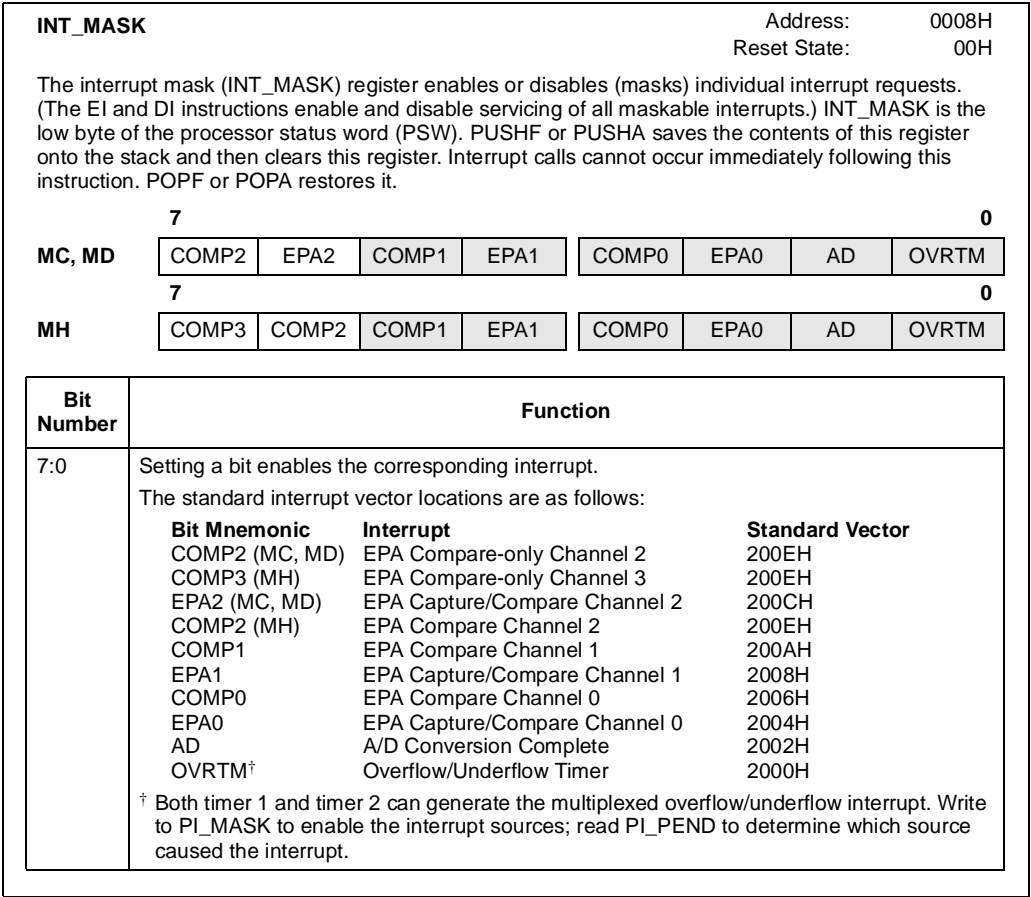 INT_MASK Address: 0008H
Reset State: 00H
The interrupt mask (INT_MASK) register enables or disables (masks) individual interrupt requests.
(The EI and DI instructions enable and disable servicing of all maskable interrupts.) INT_MASK is the
low byte of the processor status word (PSW). PUSHF or PUSHA saves the contents of this register
onto the stack and then clears this register. Interrupt calls cannot occur immediately following this
instruction. POPF or POPA restores it.
7 0
MC, MD COMP2 EPA2 COMP1 EPA1 COMP0 EPA0 AD OVRTM
7 0
MH COMP3 COMP2 COMP1 EPA1 COMP0 EPA0 AD OVRTM
Bit Number Function
7:0 Setting a bit enables the corresponding interrupt.
The standard interrupt vector locations are as follows:
Bit Mnemonic Interrupt Standard Vector
COMP2 (MC, MD) EPA Compare-only Channel 2 200EH
COMP3 (MH) EPA Compare-only Channel 3 200EH
EPA2 (MC, MD) EPA Capture/Compare Channel 2 200CH
COMP2 (MH) EPA Compare Channel 2 200EH
COMP1 EPA Compare Channel 1 200AH
EPA1 EPA Capture/Compare Channel 1 2008H
COMP0 EPA Compare Channel 0 2006H
EPA0 EPA Capture/Compare Channel 0 2004H
AD A/D Conversion Complete 2002H
OVRTM† Overflow/Underflow Timer 2000H
† Both timer 1 and timer 2 can generate the multiplexed overflow/underflow interrupt. Write
to PI_MASK to enable the interrupt sources; read PI_PEND to determine which source
caused the interrupt.